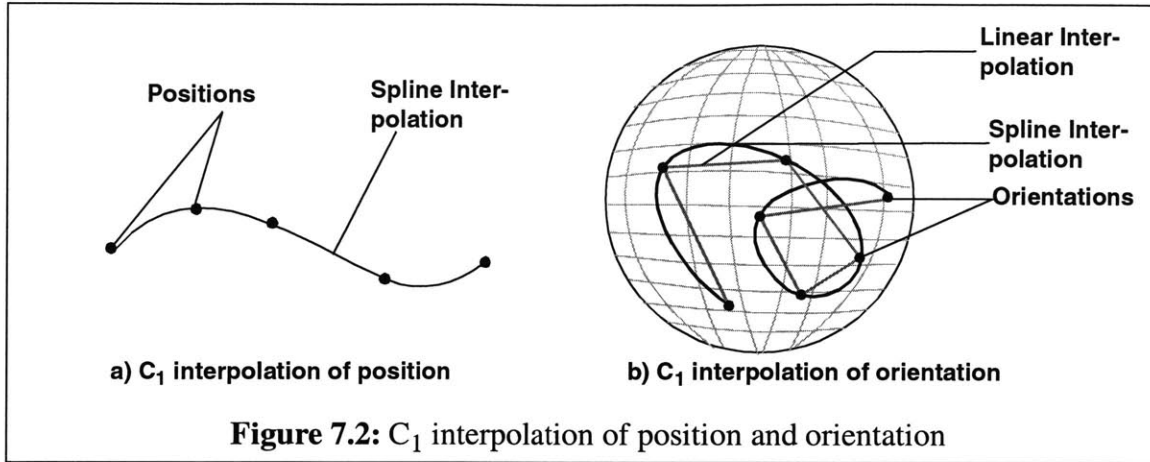 Positions
Spline Inter-
polation
Linear Inter-
polation
Spline Inter-
polation
Orientations
a) C₁ interpolation of position
b) C₁ interpolation of orientation
Figure 7.2: C₁ interpolation of position and orientation